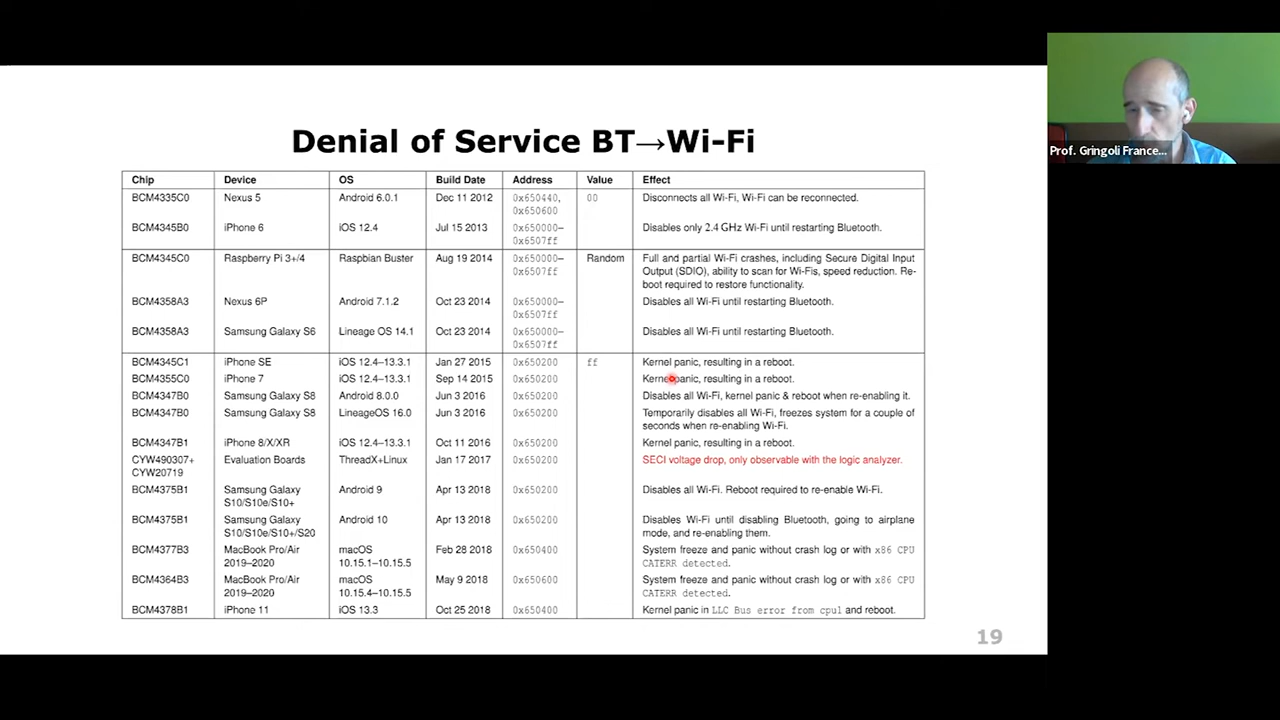 Denial of Service BT→Wi-Fi
Chip Device OS Build Date Address Value Effect
BCM4335C0 Nexus 5 Android 6.0.1 Dec 11 2012 0x650440, 00 Disconnects all Wi-Fi, Wi-Fi can be reconnected.
0x650600
BCM4345B0 iPhone 6 iOS 12.4 Jul 15 2013 0x650000– Disables only 2.4 GHz Wi-Fi until restarting Bluetooth.
0x6507ff
BCM4345C0 Raspberry Pi 3+/4 Raspbian Buster Aug 19 2014 0x650000– Random Full and partial Wi-Fi crashes, including Secure Digital Input
0x6507ff Output (SDIO), ability to scan for Wi-Fis, speed reduction. Re-
boot required to restore functionality.
BCM4358A3 Nexus 6P Android 7.1.2 Oct 23 2014 0x650000– Disables all Wi-Fi until restarting Bluetooth.
0x6507ff
BCM4358A3 Samsung Galaxy S6 Lineage OS 14.1 Oct 23 2014 0x650000– Disables all Wi-Fi until restarting Bluetooth.
0x6507ff
BCM4345C1 iPhone SE iOS 12.4–13.3.1 Jan 27 2015 0x650200 ff Kernel panic, resulting in a reboot.
BCM4355C0 iPhone 7 iOS 12.4–13.3.1 Sep 14 2015 0x650200 Kernel panic, resulting in a reboot.
BCM4347B0 Samsung Galaxy S8 Android 8.0.0 Jun 3 2016 0x650200 Disables all Wi-Fi, kernel panic & reboot when re-enabling it.
BCM4347B0 Samsung Galaxy S8 LineageOS 16.0 Jun 3 2016 0x650200 Temporarily disables all Wi-Fi, freezes system for a couple of
seconds when re-enabling Wi-Fi.
BCM4347B1 iPhone 8/X/XR iOS 12.4–13.3.1 Oct 11 2016 0x650200 Kernel panic, resulting in a reboot.
CYW490307+ Evaluation Boards ThreadX+Linux Jan 17 2017 0x650200 SECI voltage drop, only observable with the logic analyzer.
CYW20719
BCM4375B1 Samsung Galaxy Android 9 Apr 13 2018 0x650200 Disables all Wi-Fi. Reboot required to re-enable Wi-Fi.
S10/S10e/S10+
BCM4375B1 Samsung Galaxy Android 10 Apr 13 2018 0x650200 Disables Wi-Fi until disabling Bluetooth, going to airplane
S10/S10e/S10+/S20 mode, and re-enabling them.
BCM4377B3 MacBook Pro/Air macOS Feb 28 2018 0x650400 System freeze and panic without crash log or with x86 CPU
2019–2020 10.15.1–10.15.5 CATERR detected.
BCM4364B3 MacBook Pro/Air macOS May 9 2018 0x650600 System freeze and panic without crash log or with x86 CPU
2019–2020 10.15.4–10.15.5 CATERR detected.
BCM4378B1 iPhone 11 iOS 13.3 Oct 25 2018 0x650400 Kernel panic in LLC Bus error from cpu1 and reboot.
19
Prof. Gringoli France...